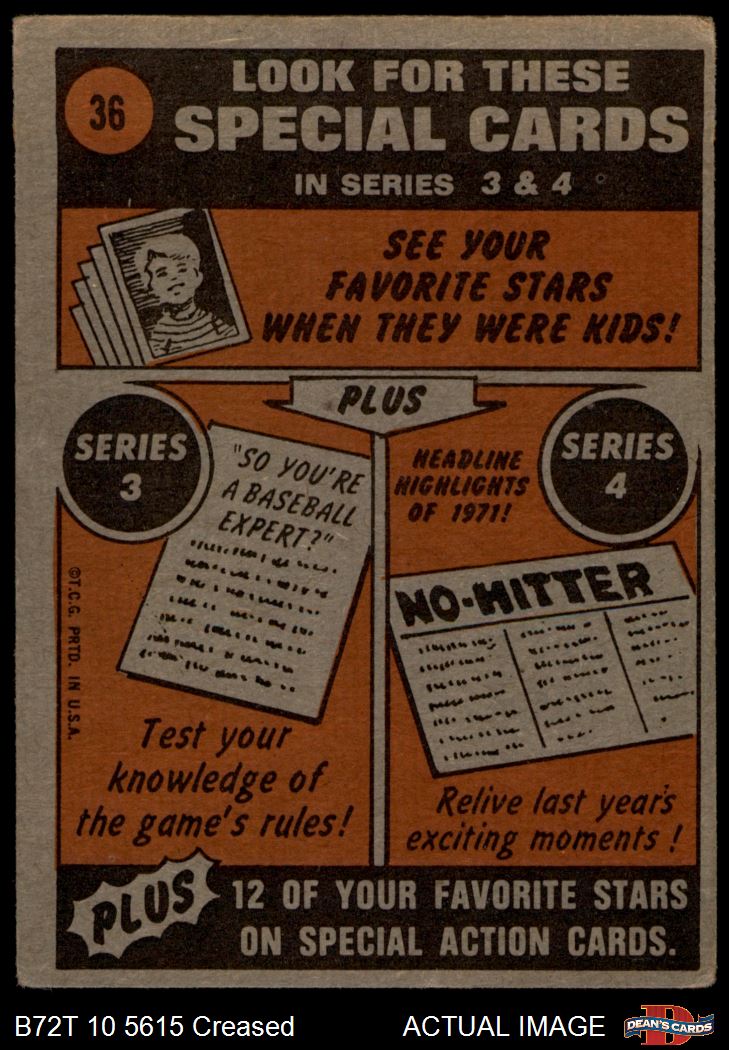 36
LOOK FOR THESE
SPECIAL CARDS
IN SERIES 3 & 4
SEE YOUR
FAVORITE STARS
WHEN THEY WERE KIDS!
PLUS
SERIES
3
"SO YOU'RE
A BASEBALL
EXPERT?"
Test your
knowledge of
the game's rules!
©T.C.G. PRTD. IN U.S.A.
HEADLINE
HIGHLIGHTS
OF 1971!
SERIES
4
NO-HITTER
Relive last year's
exciting moments!
PLUS
12 OF YOUR FAVORITE STARS
ON SPECIAL ACTION CARDS.
B72T 10 5615 Creased
ACTUAL IMAGE
D
DEAN'S CARDS